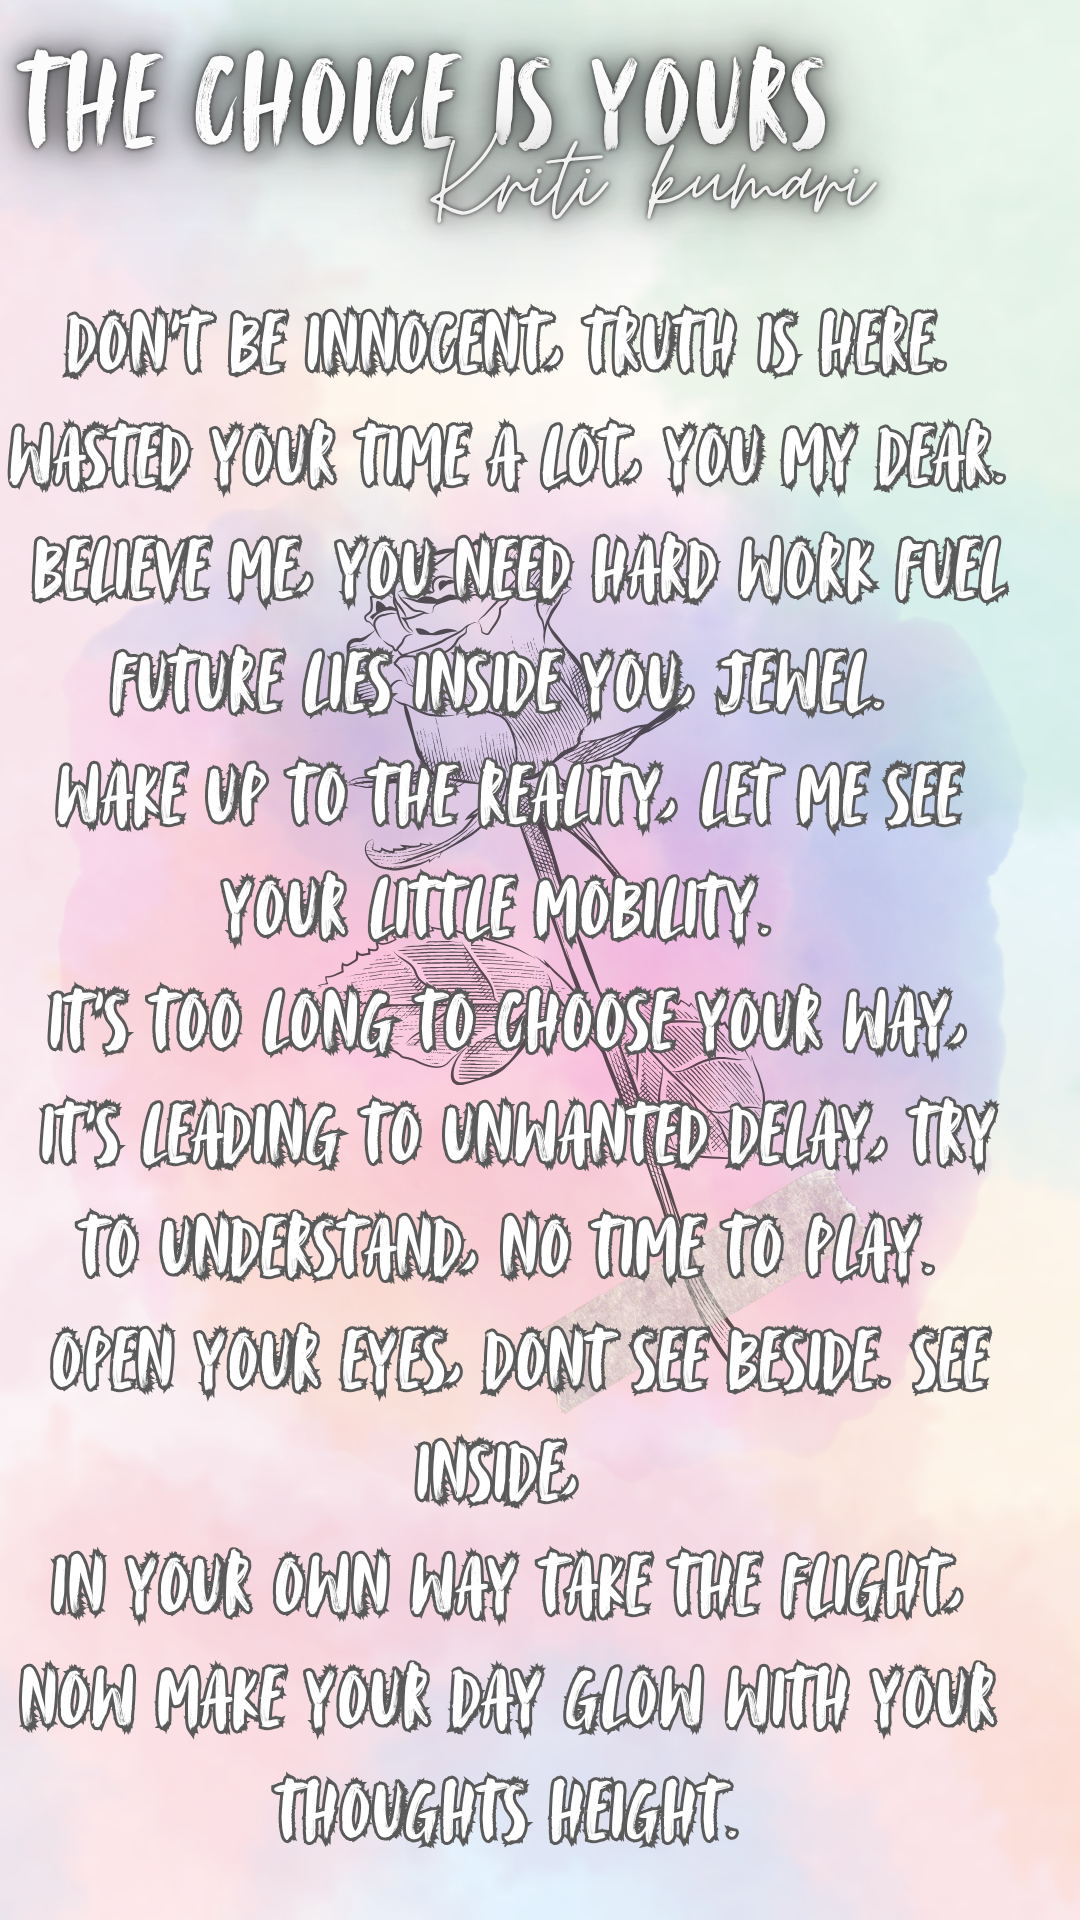 THE CHOICE IS YOURS
Kriti kumari
DON'T BE INNOCENT, TRUTH IS HERE.
WASTED YOUR TIME A LOT, YOU MY DEAR.
BELIEVE ME, YOU NEED HARD WORK FUEL
FUTURE LIES INSIDE YOU, JEWEL.
WAKE UP TO THE REALITY, LET ME SEE
YOUR LITTLE MOBILITY.
IT'S TOO LONG TO CHOOSE YOUR WAY,
IT'S LEADING TO UNWANTED DELAY, TRY
TO UNDERSTAND, NO TIME TO PLAY.
OPEN YOUR EYES, DONT SEE BESIDE. SEE
INSIDE,
IN YOUR OWN WAY TAKE THE FLIGHT,
NOW MAKE YOUR DAY GLOW WITH YOUR
THOUGHTS HEIGHT.